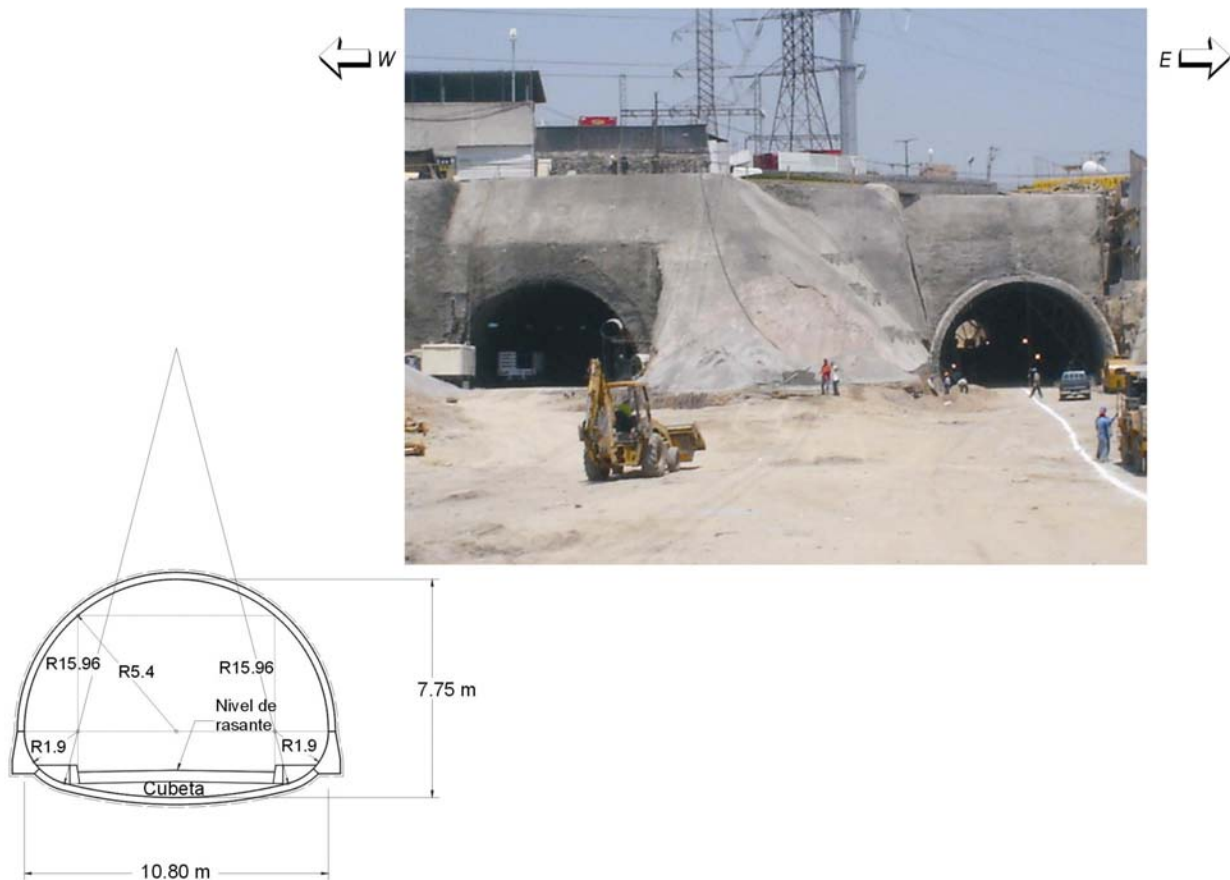 W
E
R15.96
R5.4
R15.96
7.75 m
Nivel de
rasante
R1.9
R1.9
Cubeta
10.80 m